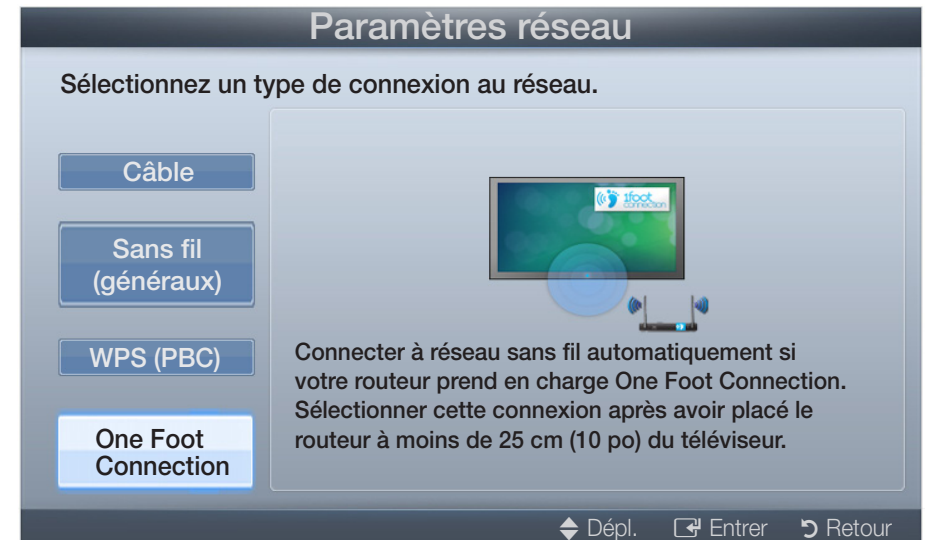 Paramètres réseau
Sélectionnez un type de connexion au réseau.
Câble
Sans fil
(généraux)
WPS (PBC)
One Foot
Connection
1foot
connection
Connecter à réseau sans fil automatiquement si
votre routeur prend en charge One Foot Connection.
Sélectionner cette connexion après avoir placé le
routeur à moins de 25 cm (10 po) du téléviseur.
Dépl. Entrer Retour